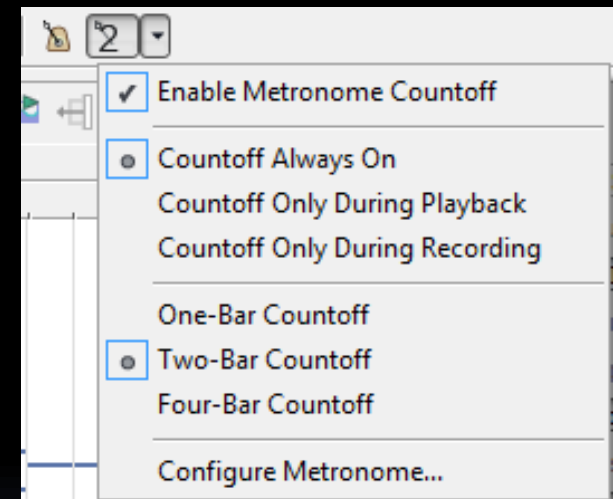 2
Enable Metronome Countoff
Countoff Always On
Countoff Only During Playback
Countoff Only During Recording
One-Bar Countoff
Two-Bar Countoff
Four-Bar Countoff
Configure Metronome...